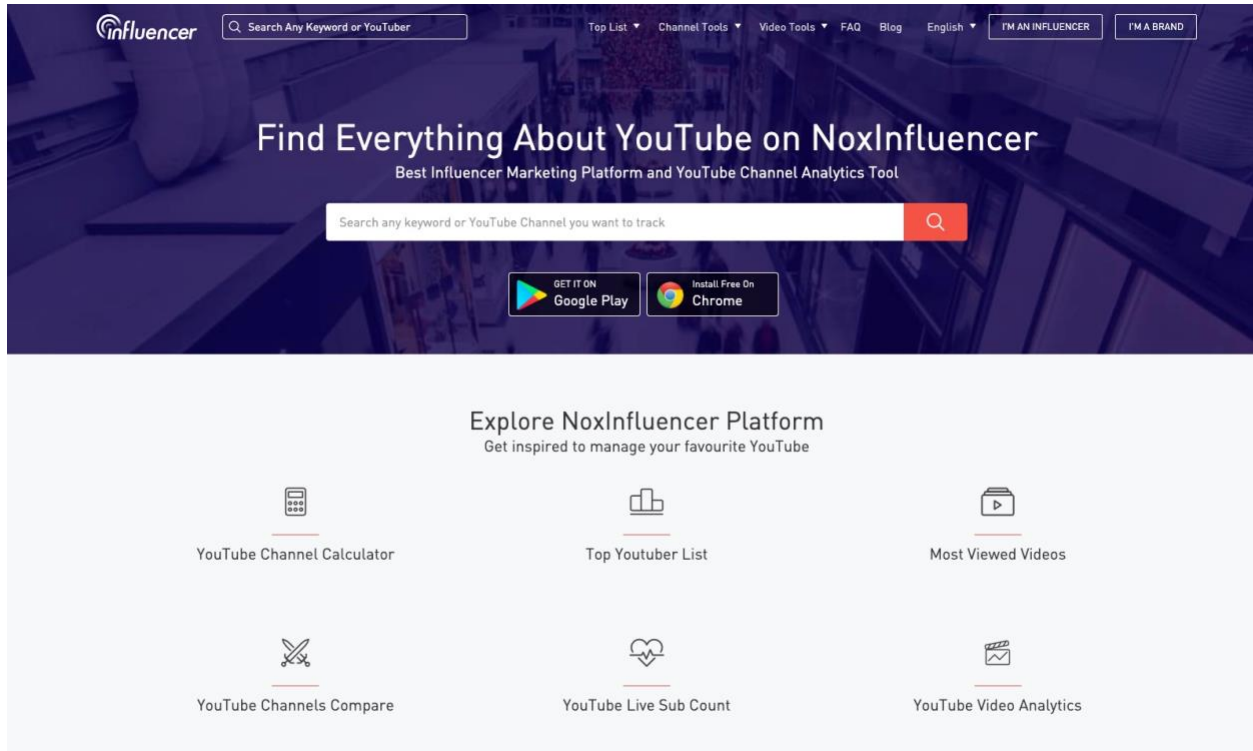 influencer
Search Any Keyword or YouTuber
Top List
Channel Tools
Video Tools
FAQ
Blog
English
I'M AN INFLUENCER
I'M A BRAND
Find Everything About YouTube on NoxInfluencer
Best Influencer Marketing Platform and YouTube Channel Analytics Tool
Search any keyword or YouTube Channel you want to track
GET IT ON
Google Play
Install Free On
Chrome
Explore NoxInfluencer Platform
Get inspired to manage your favourite YouTube
YouTube Channel Calculator
Top Youtuber List
Most Viewed Videos
YouTube Channels Compare
YouTube Live Sub Count
YouTube Video Analytics